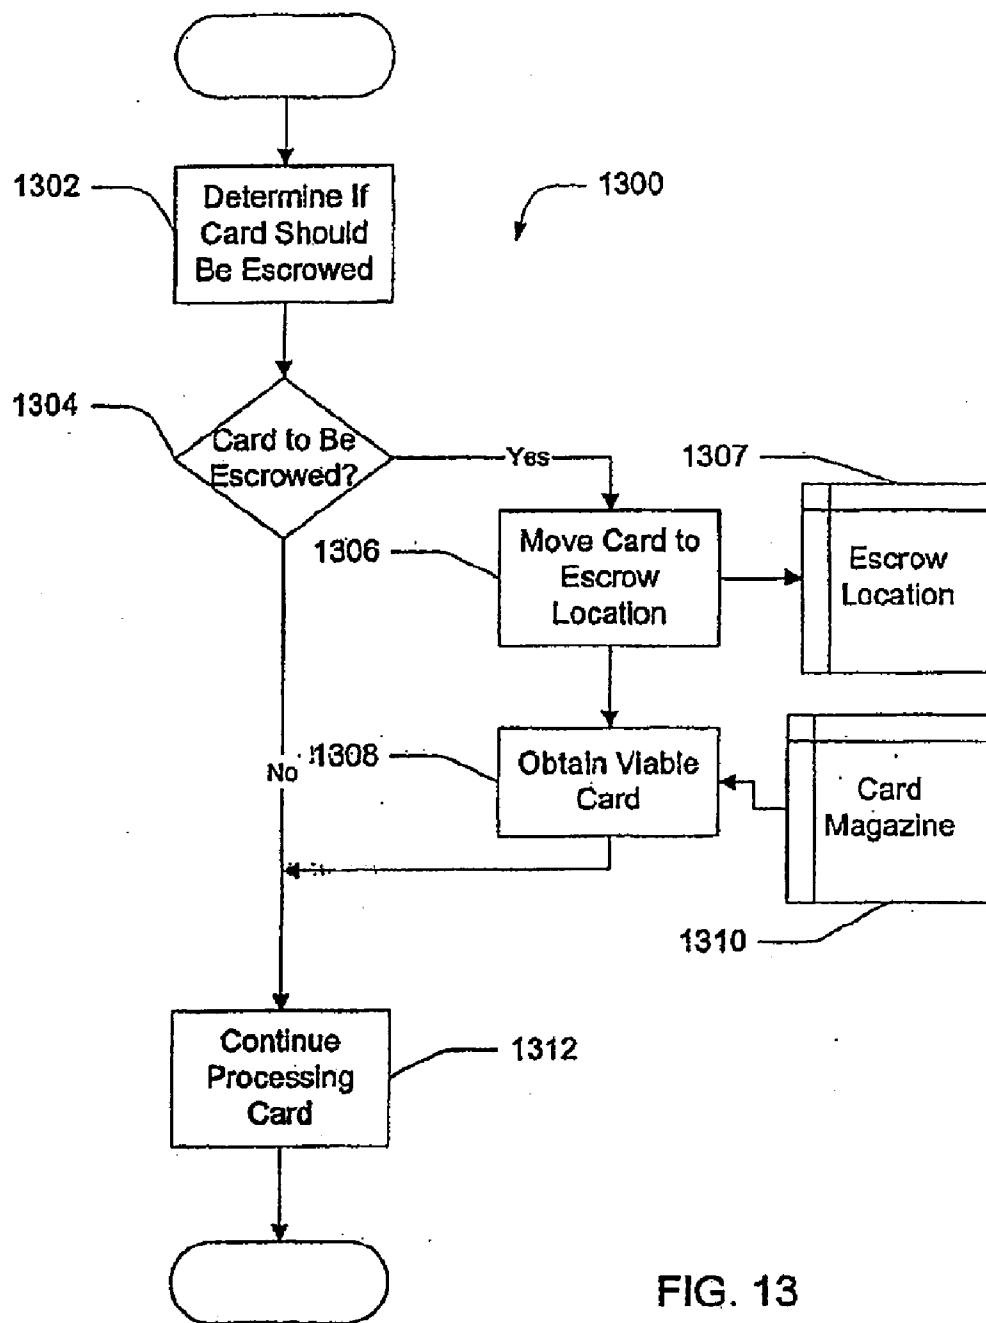 1302
Determine If
Card Should
Be Escrowed
1300
1304
Card to Be
Escrowed?
Yes
1307
1306
Move Card to
Escrow
Location
Escrow
Location
No
1308
Obtain Viable
Card
Card
Magazine
1310
Continue
Processing
Card
1312
FIG. 13